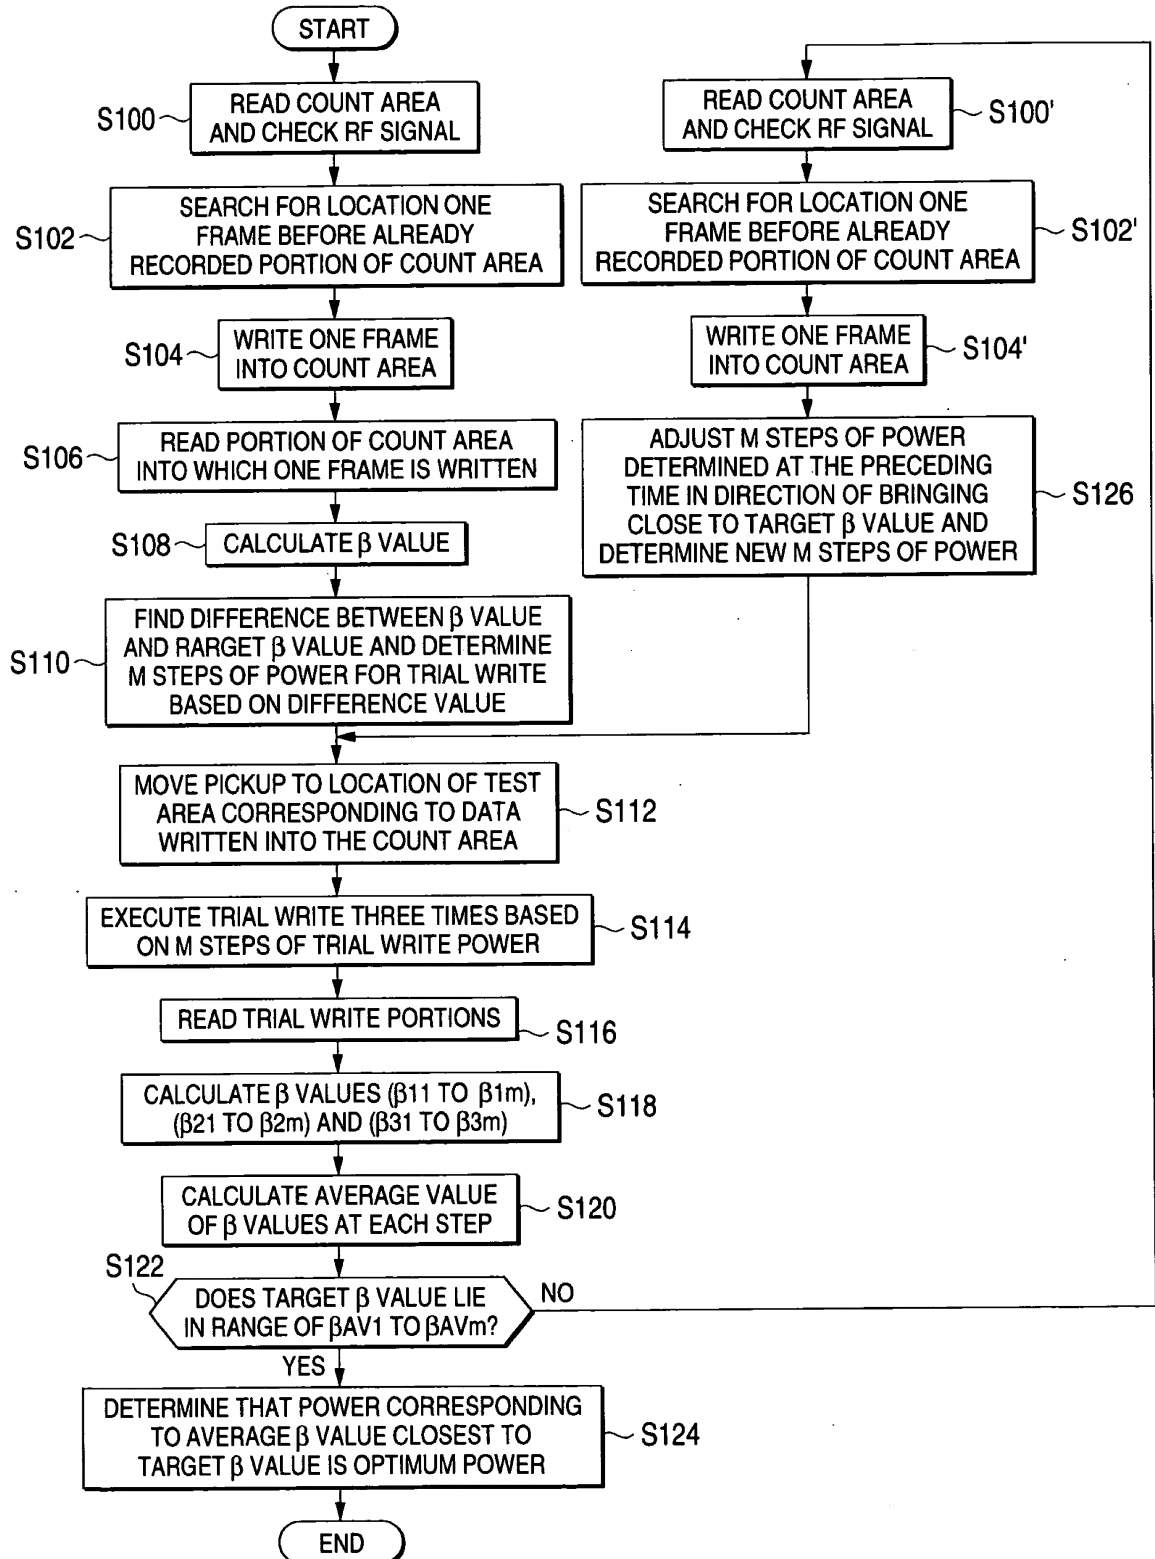 START
S100
READ COUNT AREA
AND CHECK RF SIGNAL
S102
SEARCH FOR LOCATION ONE
FRAME BEFORE ALREADY
RECORDED PORTION OF COUNT AREA
S104
WRITE ONE FRAME
INTO COUNT AREA
S106
READ PORTION OF COUNT AREA
INTO WHICH ONE FRAME IS WRITTEN
S108
CALCULATE β VALUE
S110
FIND DIFFERENCE BETWEEN β VALUE
AND RARGET β VALUE AND DETERMINE
M STEPS OF POWER FOR TRIAL WRITE
BASED ON DIFFERENCE VALUE
READ COUNT AREA
AND CHECK RF SIGNAL
S100'
SEARCH FOR LOCATION ONE
FRAME BEFORE ALREADY
RECORDED PORTION OF COUNT AREA
S102'
WRITE ONE FRAME
INTO COUNT AREA
S104'
ADJUST M STEPS OF POWER
DETERMINED AT THE PRECEDING
TIME IN DIRECTION OF BRINGING
CLOSE TO TARGET β VALUE AND
DETERMINE NEW M STEPS OF POWER
S126
MOVE PICKUP TO LOCATION OF TEST
AREA CORRESPONDING TO DATA
WRITTEN INTO THE COUNT AREA
S112
EXECUTE TRIAL WRITE THREE TIMES BASED
ON M STEPS OF TRIAL WRITE POWER
S114
READ TRIAL WRITE PORTIONS
S116
CALCULATE β VALUES (β11 TO β1m),
(β21 TO β2m) AND (β31 TO β3m)
S118
CALCULATE AVERAGE VALUE
OF β VALUES AT EACH STEP
S120
S122
DOES TARGET β VALUE LIE
IN RANGE OF βAV1 TO βAVm?
NO
YES
DETERMINE THAT POWER CORRESPONDING
TO AVERAGE β VALUE CLOSEST TO
TARGET β VALUE IS OPTIMUM POWER
S124
END